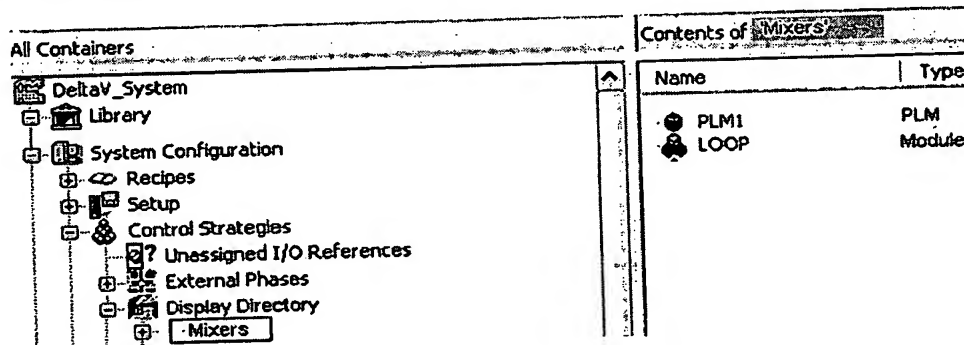 All Containers
DeltaV_System
Library
System Configuration
Recipes
Setup
Control Strategies
Unassigned I/O References
External Phases
Display Directory
Mixers
Contents of 'Mixers'
Name Type
PLM1 PLM
LOOP Module